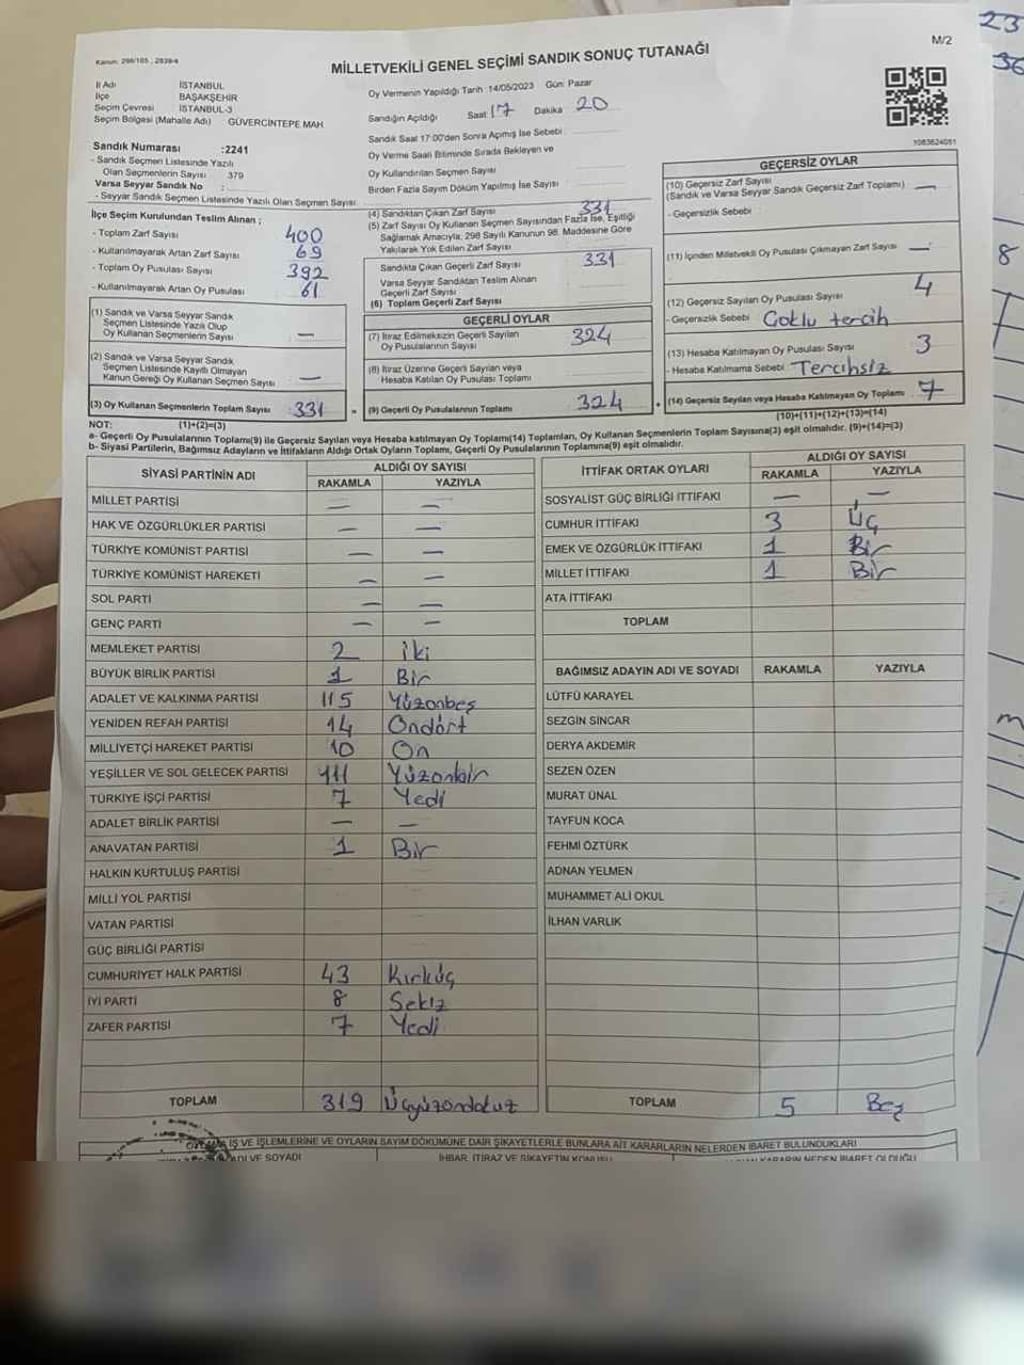 Kanun: 298/105 , 2839/4
M/2
MİLLETVEKİLİ GENEL SEÇİMİ SANDIK SONUÇ TUTANAĞI
İl Adı İSTANBUL
İlçe BAŞAKŞEHİR
Seçim Çevresi İSTANBUL-3
Seçim Bölgesi (Mahalle Adı) GÜVERCİNTEPE MAH
Oy Vermenin Yapıldığı Tarih :14/05/2023 Gün: Pazar
Sandığın Açıldığı Saat: 17 Dakika 20
Sandık Saat 17:00'den Sonra Açımış İse Sebebi
Oy Verme Saati Bitiminde Sırada Bekleyen ve
Oy Kullandırılan Seçmen Sayısı
Birden Fazla Sayım Döküm Yapılmış İse Sayısı
1083624051
Sandık Numarası :2241
- Sandık Seçmen Listesinde Yazılı
Olan Seçmenlerin Sayısı 379
Varsa Seyyar Sandık No :
- Seyyar Sandık Seçmen Listesinde Yazılı Olan Seçmen Sayısı
İlçe Seçim Kurulundan Teslim Alınan ;
- Toplam Zarf Sayısı 400
- Kullanılmayarak Artan Zarf Sayısı 69
- Toplam Oy Pusulası Sayısı 392
- Kullanılmayarak Artan Oy Pusulası 61
(1) Sandık ve Varsa Seyyar Sandık
Seçmen Listesinde Yazılı Olup
Oy Kullanan Seçmenlerin Sayısı —
(2) Sandık ve Varsa Seyyar Sandık
Seçmen Listesinde Kayıtlı Olmayan
Kanun Gereği Oy Kullanan Seçmen Sayısı —
(3) Oy Kullanan Seçmenlerin Toplam Sayısı 331
(1)+(2)=(3)
(4) Sandıktan Çıkan Zarf Sayısı 331
(5) Zarf Sayısı Oy Kullanan Seçmen Sayısından Fazla İse, Eşitliği
Sağlamak Amacıyla; 298 Sayılı Kanunun 98. Maddesine Göre
Yakılarak Yok Edilen Zarf Sayısı
Sandıkta Çıkan Geçerli Zarf Sayısı 331
Varsa Seyyar Sandıktan Teslim Alınan
Geçerli Zarf Sayısı
(6) Toplam Geçerli Zarf Sayısı
GEÇERLİ OYLAR
(7) İtiraz Edilmeksizin Geçerli Sayılan
Oy Pusulalarının Sayısı 324
(8) İtiraz Üzerine Geçerli Sayılan veya
Hesaba Katılan Oy Pusulası Toplamı
= (9) Geçerli Oy Pusulalarının Toplamı 324
GEÇERSİZ OYLAR
(10) Geçersiz Zarf Sayısı
(Sandık ve Varsa Seyyar Sandık Geçersiz Zarf Toplamı) —
- Geçersizlik Sebebi
(11) İçinden Milletvekili Oy Pusulası Çıkmayan Zarf Sayısı —
(12) Geçersiz Sayılan Oy Pusulası Sayısı 4
- Geçersizlik Sebebi Çoklu tercih
(13) Hesaba Katılmayan Oy Pusulası Sayısı 3
- Hesaba Katılmama Sebebi Tercihsiz
+ (14) Geçersiz Sayılan veya Hesaba Katılmayan Oy Toplamı 7
(10)+(11)+(12)+(13)=(14)
NOT:
a- Geçerli Oy Pusulalarının Toplamı(9) ile Geçersiz Sayılan veya Hesaba katılmayan Oy Toplamı(14) Toplamları, Oy Kullanan Seçmenlerin Toplam Sayısına(3) eşit olmalıdır. (9)+(14)=(3)
b- Siyasi Partilerin, Bağımsız Adayların ve İttifakların Aldığı Ortak Oyların Toplamı, Geçerli Oy Pusulalarının Toplamına(9) eşit olmalıdır.
SİYASİ PARTİNİN ADI ALDIĞI OY SAYISI
RAKAMLA YAZIYLA
MİLLET PARTİSİ — —
HAK VE ÖZGÜRLÜKLER PARTİSİ — —
TÜRKİYE KOMÜNİST PARTİSİ — —
TÜRKİYE KOMÜNİST HAREKETİ — —
SOL PARTİ — —
GENÇ PARTİ — —
MEMLEKET PARTİSİ 2 iki
BÜYÜK BİRLİK PARTİSİ 1 Bir
ADALET VE KALKINMA PARTİSİ 115 Yüzonbeş
YENİDEN REFAH PARTİSİ 14 Ondört
MİLLİYETÇİ HAREKET PARTİSİ 10 On
YEŞİLLER VE SOL GELECEK PARTİSİ 111 Yüzonbir
TÜRKİYE İŞÇİ PARTİSİ 7 Yedi
ADALET BİRLİK PARTİSİ — —
ANAVATAN PARTİSİ 1 Bir
HALKIN KURTULUŞ PARTİSİ
MİLLİ YOL PARTİSİ
VATAN PARTİSİ
GÜÇ BİRLİĞİ PARTİSİ
CUMHURİYET HALK PARTİSİ 43 Kırküç
İYİ PARTİ 8 Sekiz
ZAFER PARTİSİ 7 Yedi
TOPLAM 319 Üçyüzondokuz
İTTİFAK ORTAK OYLARI ALDIĞI OY SAYISI
RAKAMLA YAZIYLA
SOSYALİST GÜÇ BİRLİĞİ İTTİFAKI — —
CUMHUR İTTİFAKI 3 Üç
EMEK VE ÖZGÜRLÜK İTTİFAKI 1 Bir
MİLLET İTTİFAKI 1 Bir
ATA İTTİFAKI
TOPLAM
BAĞIMSIZ ADAYIN ADI VE SOYADI RAKAMLA YAZIYLA
LÜTFÜ KARAYEL
SEZGİN SİNCAR
DERYA AKDEMİR
SEZEN ÖZEN
MURAT ÜNAL
TAYFUN KOCA
FEHMİ ÖZTÜRK
ADNAN YELMEN
MUHAMMET ALİ OKUL
İLHAN VARLIK
TOPLAM 5 Beş
İŞ VE İŞLEMLERİNE VE OYLARIN SAYIM DÖKÜMÜNE DAİR ŞİKAYETLERLE BUNLARA AİT KARARLARIN NELERDEN İBARET BULUNDUKLARI
ADI VE SOYADI İHBAR, İTİRAZ VE ŞİKAYETİN KONUSU KARARIN NEDEN İBARET OLDUĞU
23
36
8